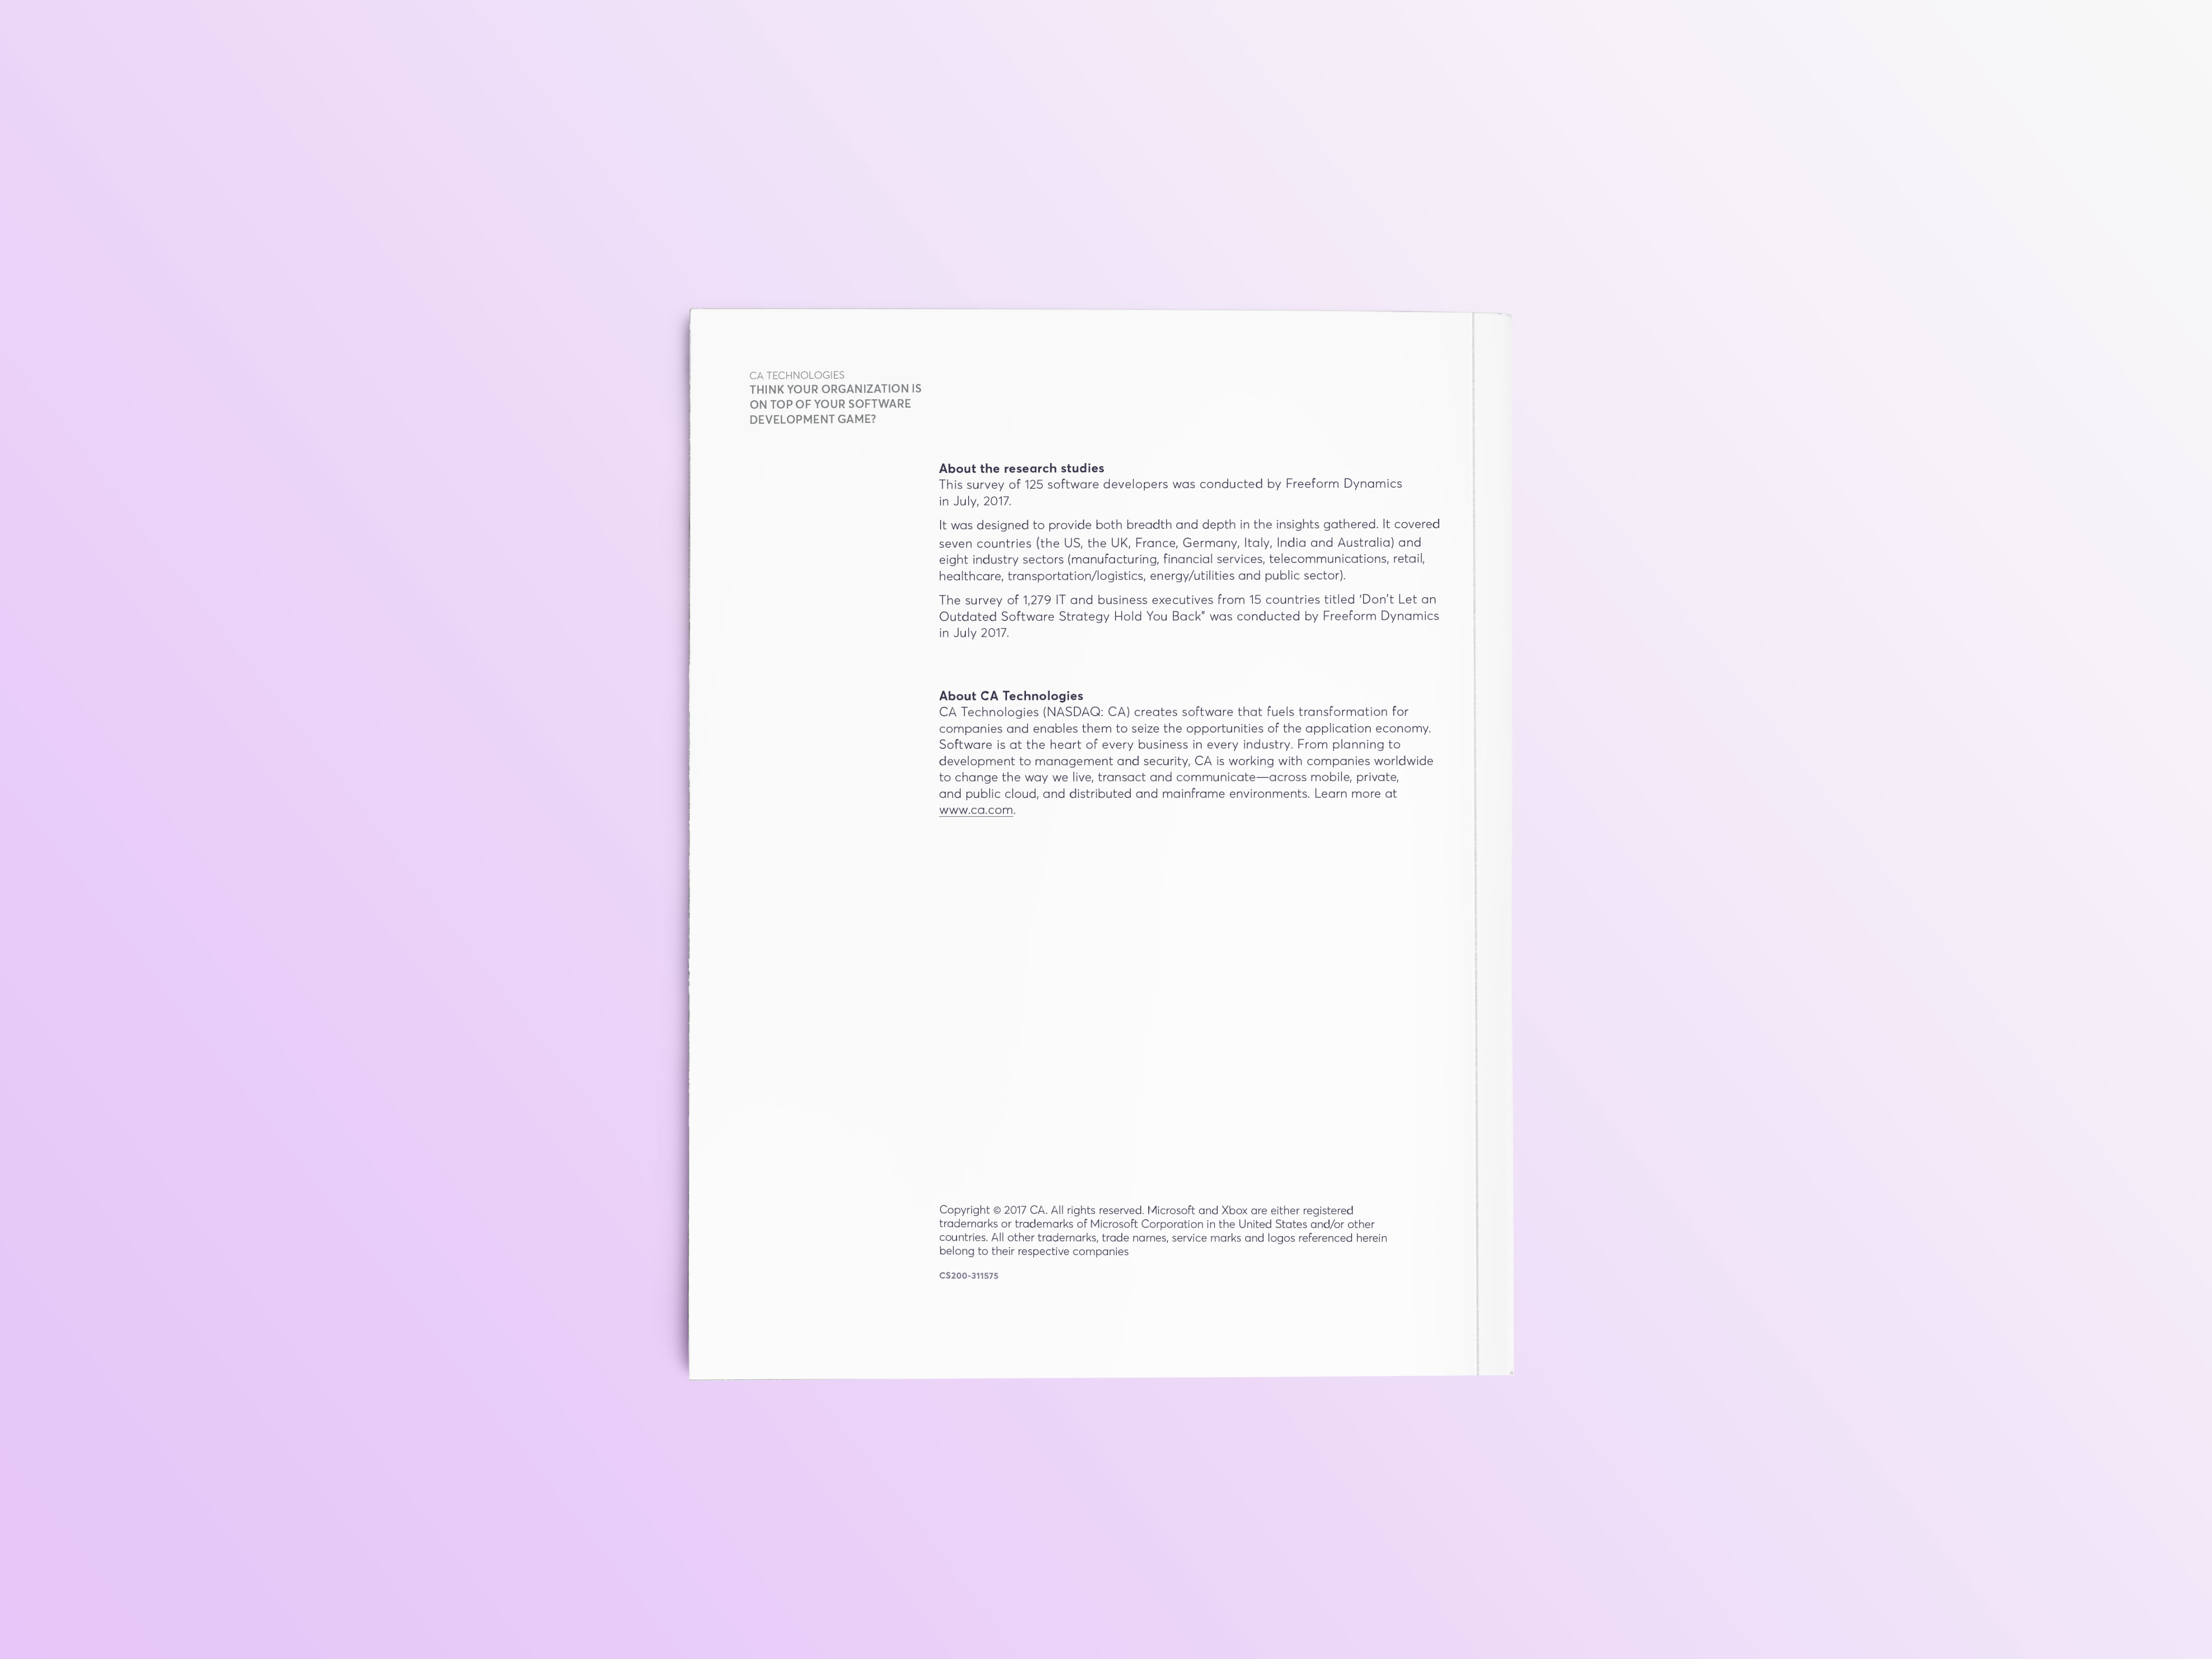 CA TECHNOLOGIES
THINK YOUR ORGANIZATION IS
ON TOP OF YOUR SOFTWARE
DEVELOPMENT GAME?
About the research studies
This survey of 125 software developers was conducted by Freeform Dynamics
in July, 2017.
It was designed to provide both breadth and depth in the insights gathered. It covered
seven countries (the US, the UK, France, Germany, Italy, India and Australia) and
eight industry sectors (manufacturing, financial services, telecommunications, retail,
healthcare, transportation/logistics, energy/utilities and public sector).
The survey of 1,279 IT and business executives from 15 countries titled ‘Don’t Let an
Outdated Software Strategy Hold You Back” was conducted by Freeform Dynamics
in July 2017.
About CA Technologies
CA Technologies (NASDAQ: CA) creates software that fuels transformation for
companies and enables them to seize the opportunities of the application economy.
Software is at the heart of every business in every industry. From planning to
development to management and security, CA is working with companies worldwide
to change the way we live, transact and communicate—across mobile, private,
and public cloud, and distributed and mainframe environments. Learn more at
www.ca.com.
Copyright © 2017 CA. All rights reserved. Microsoft and Xbox are either registered
trademarks or trademarks of Microsoft Corporation in the United States and/or other
countries. All other trademarks, trade names, service marks and logos referenced herein
belong to their respective companies
CS200-311575